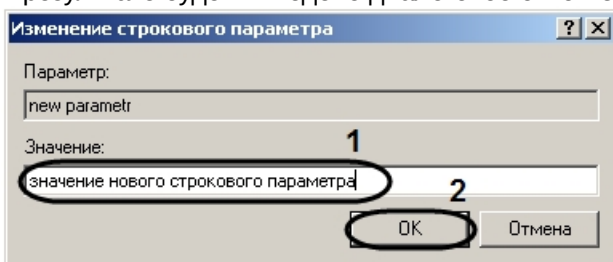 Изменение строкового параметра
Параметр:
new parametr
Значение:
1
значение нового строкового параметра
2
OK
Отмена